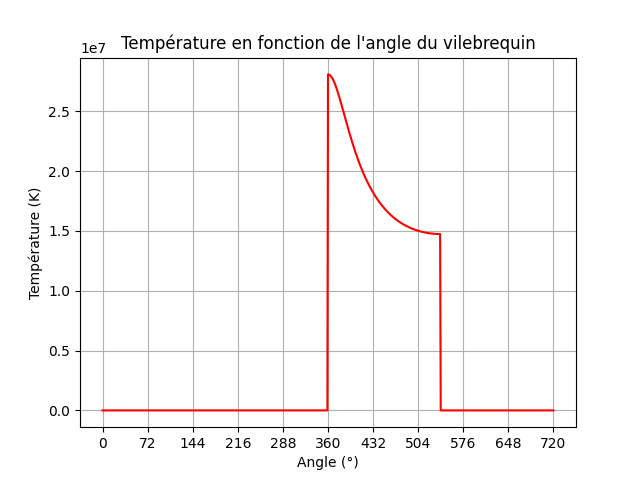 Température en fonction de l'angle du vilebrequin
1e7
2.5
2.0
1.5
1.0
0.5
0.0
Température (K)
0 72 144 216 288 360 432 504 576 648 720
Angle (°)